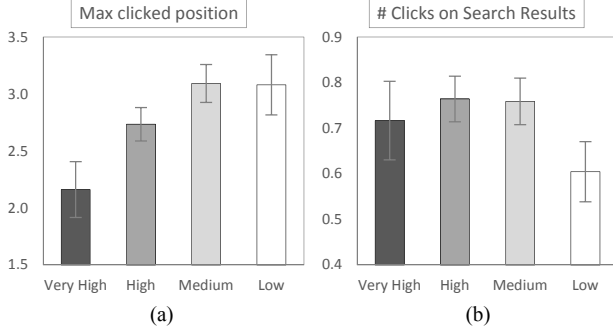 Max clicked position
3.5
3.0
2.5
2.0
1.5
Very High High Medium Low
(a)
# Clicks on Search Results
0.9
0.8
0.7
0.6
0.5
0.4
Very High High Medium Low
(b)